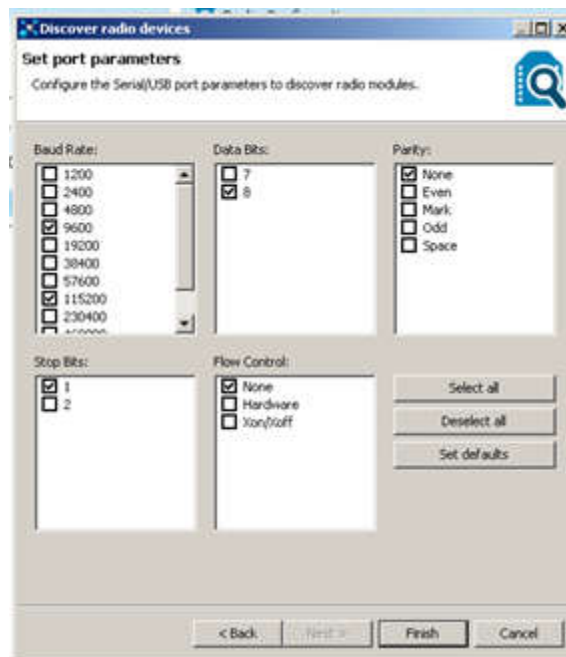 Discover radio devices
Set port parameters
Configure the Serial/USB port parameters to discover radio modules.
Baud Rate:
1200
2400
4800
9600
19200
38400
57600
115200
230400
Data Bits:
7
8
Parity:
None
Even
Mark
Odd
Space
Stop Bits:
1
2
Flow Control:
None
Hardware
Xon/Xoff
Select all
Deselect all
Set defaults
< Back
Next >
Finish
Cancel